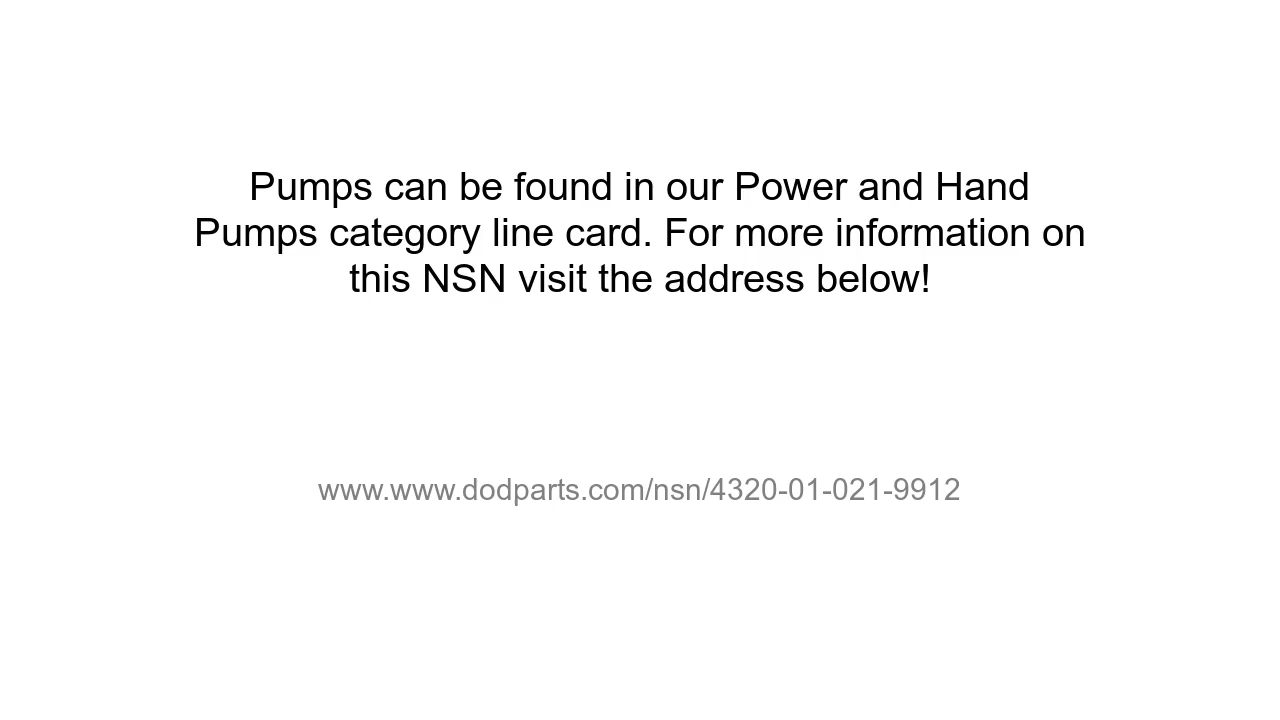 Pumps can be found in our Power and Hand
Pumps category line card. For more information on
this NSN visit the address below!
www.www.dodparts.com/nsn/4320-01-021-9912